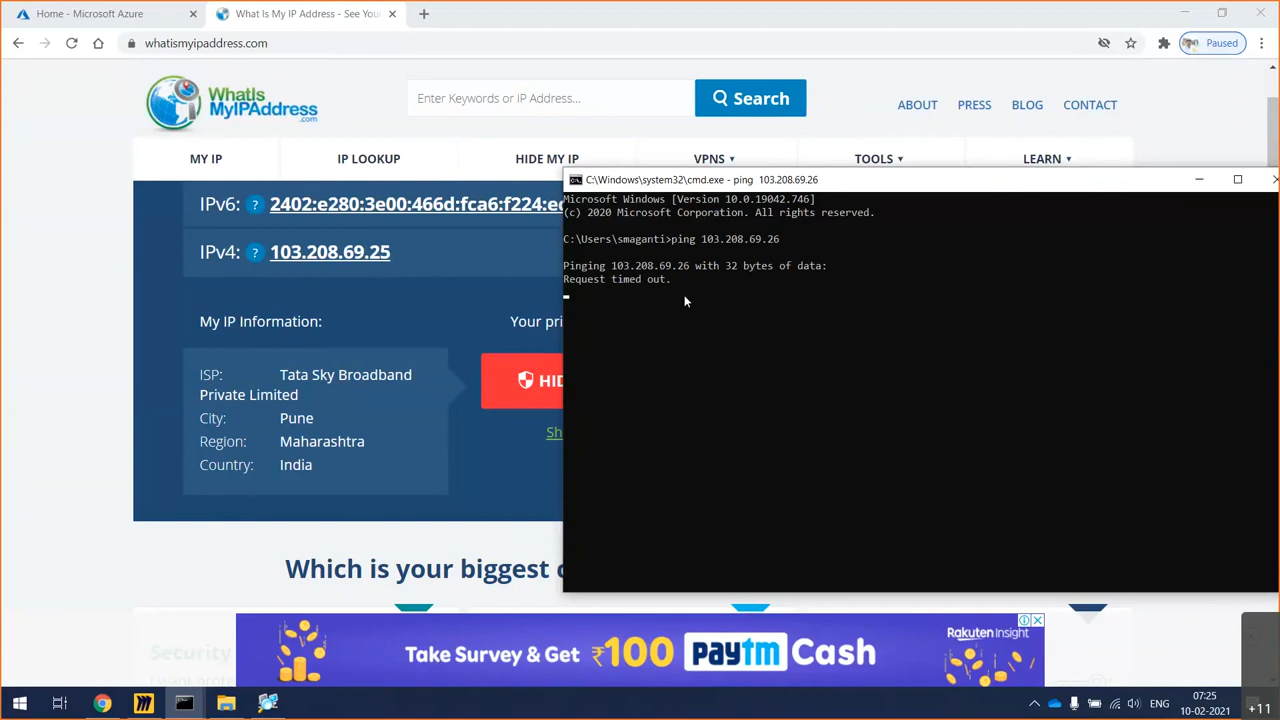 Home - Microsoft Azure
What Is My IP Address - See You
whatismyipaddress.com
Paused
WhatIs
MyIPAddress
.com
Enter Keywords or IP Address...
Search
ABOUT
PRESS
BLOG
CONTACT
MY IP
IP LOOKUP
HIDE MY IP
VPNS
TOOLS
LEARN
IPv6: ? 2402:e280:3e00:466d:fca6:f224:e
IPv4: ? 103.208.69.25
My IP Information:
Your pri
ISP: Tata Sky Broadband
Private Limited
City: Pune
Region: Maharashtra
Country: India
HID
Sh
C:\Windows\system32\cmd.exe - ping 103.208.69.26
Microsoft Windows [Version 10.0.19042.746]
(c) 2020 Microsoft Corporation. All rights reserved.
C:\Users\smaganti>ping 103.208.69.26
Pinging 103.208.69.26 with 32 bytes of data:
Request timed out.
Which is your biggest
Security
Take Survey & Get ₹100 paytm Cash
Rakuten Insight
ENG
07:25
10-02-2021
+11